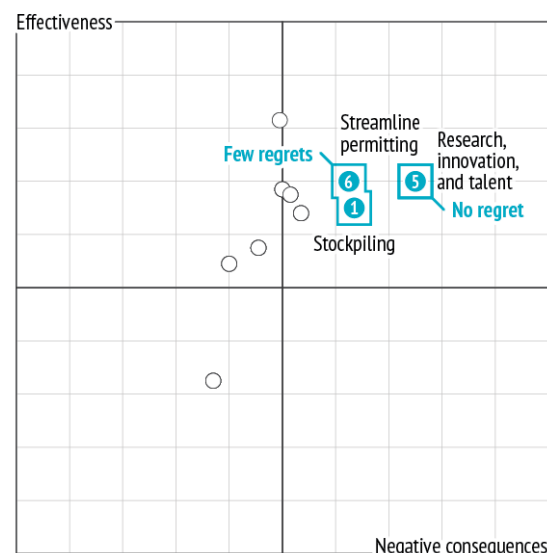 Effectiveness
Streamline
permitting
Research,
innovation,
and talent
Few regrets
6
5
No regret
1
Stockpiling
Negative consequences